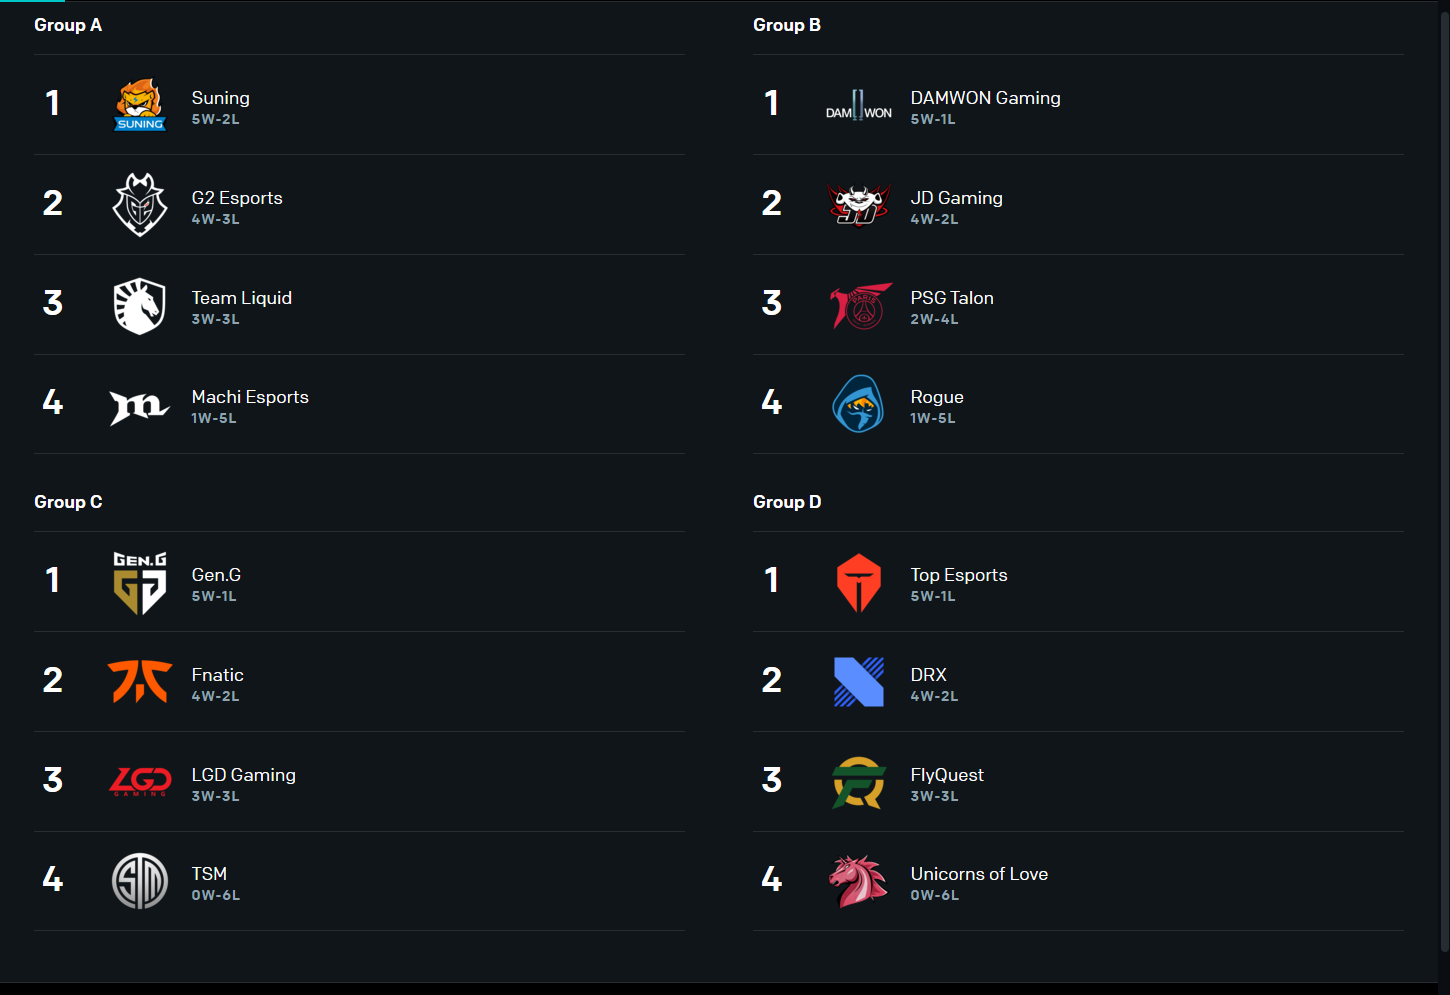 Group A
1
SUNING
Suning
5W-2L
2
G2 Esports
4W-3L
3
Team Liquid
3W-3L
4
m
Machi Esports
1W-5L
Group B
1
DAMWON
DAMWON Gaming
5W-1L
2
JD
JD Gaming
4W-2L
3
PARIS
PSG Talon
2W-4L
4
Rogue
1W-5L
Group C
1
GEN.G
Gen.G
5W-1L
2
Fnatic
4W-2L
3
LGD
GAMING
LGD Gaming
3W-3L
4
TSM
TSM
0W-6L
Group D
1
Top Esports
5W-1L
2
DRX
4W-2L
3
FlyQuest
3W-3L
4
Unicorns of Love
0W-6L